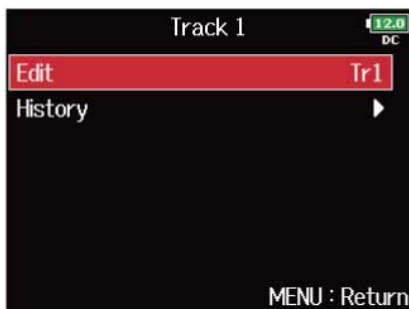 Track 1
12.0
DC
Edit Tr1
History
MENU : Return